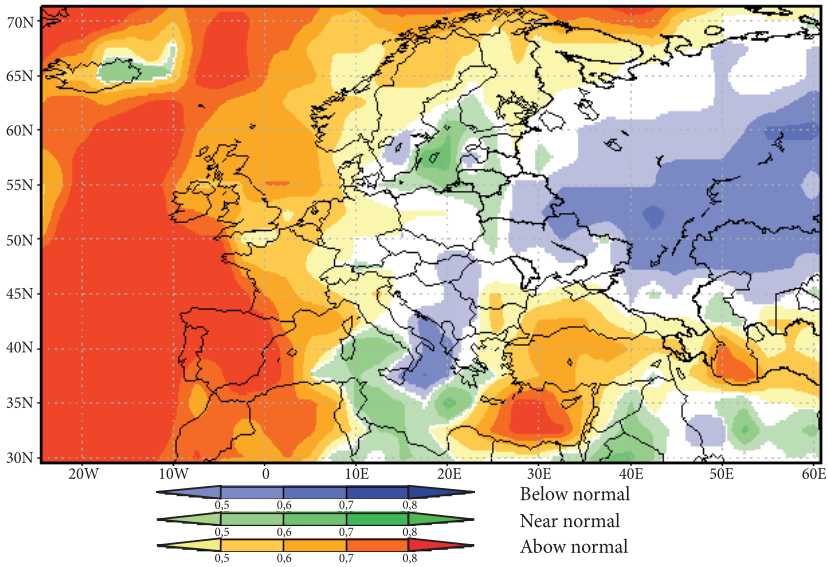 70N
65N
60N
55N
50N
45N
40N
35N
30N
20W 10W 0 10E 20E 30E 40E 50E 60E
0,5 0,6 0,7 0,8 Below normal
0,5 0,6 0,7 0,8 Near normal
0,5 0,6 0,7 0,8 Abow normal